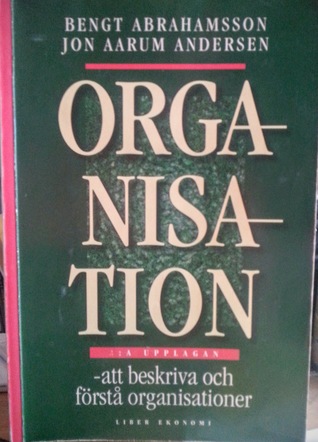 BENGT ABRAHAMSSON
JON AARUM ANDERSEN
ORGA-
NISA-
TION
UPPLAGAN
-att beskriva och
förstå organisationer
LIBER EKONOMI